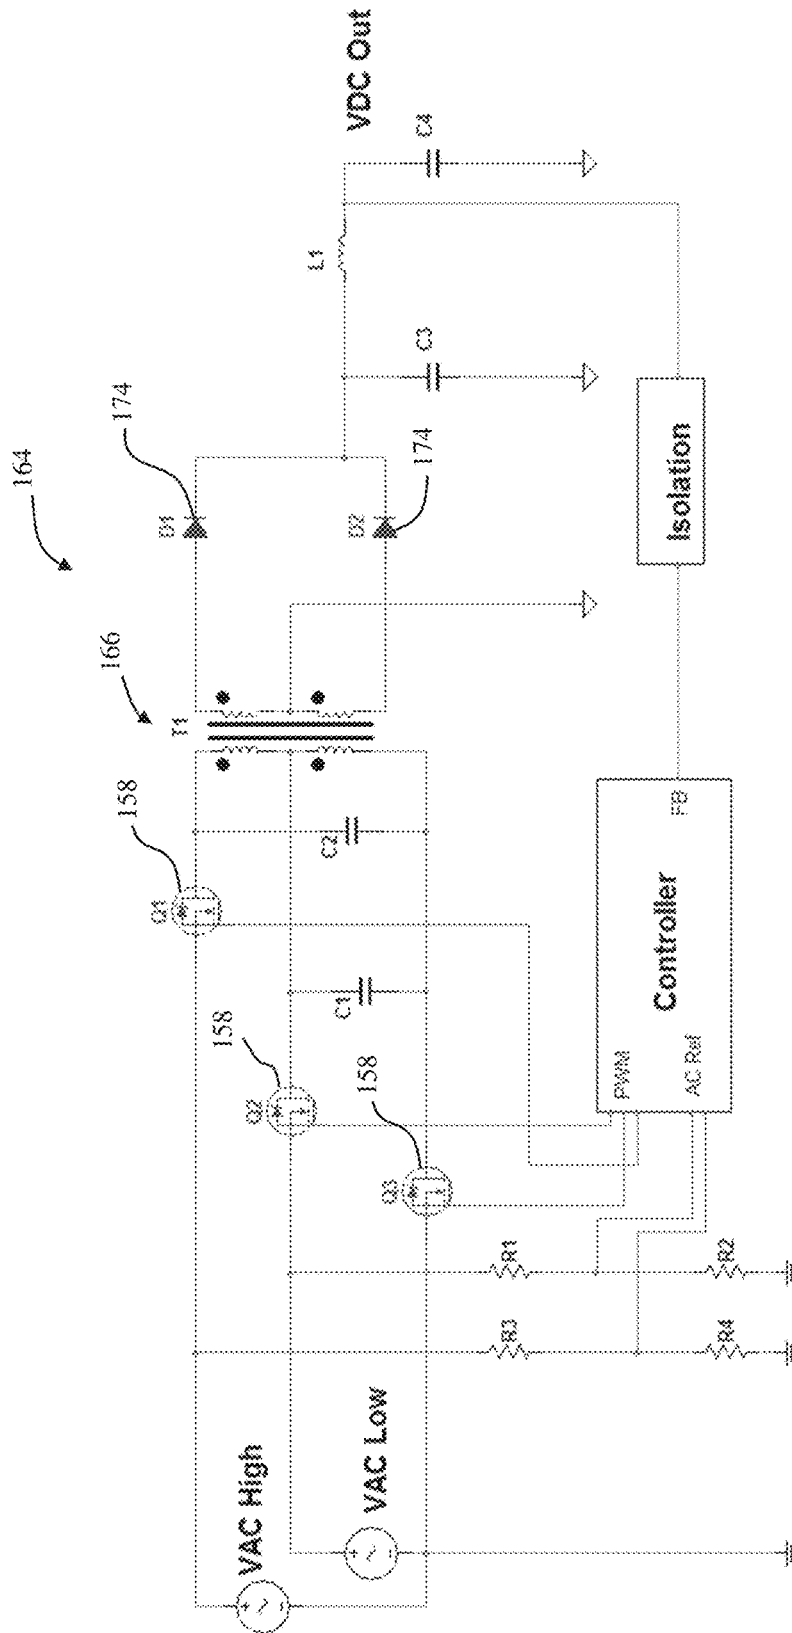 164
166
T1
158
Q1
158
Q2
158
Q3
174
D1
174
D2
C1
C2
C3
C4
L1
VDC Out
VAC High
+
-
VAC Low
+
-
R3
R1
R4
R2
PWM
AC Ref
Controller
FB
Isolation